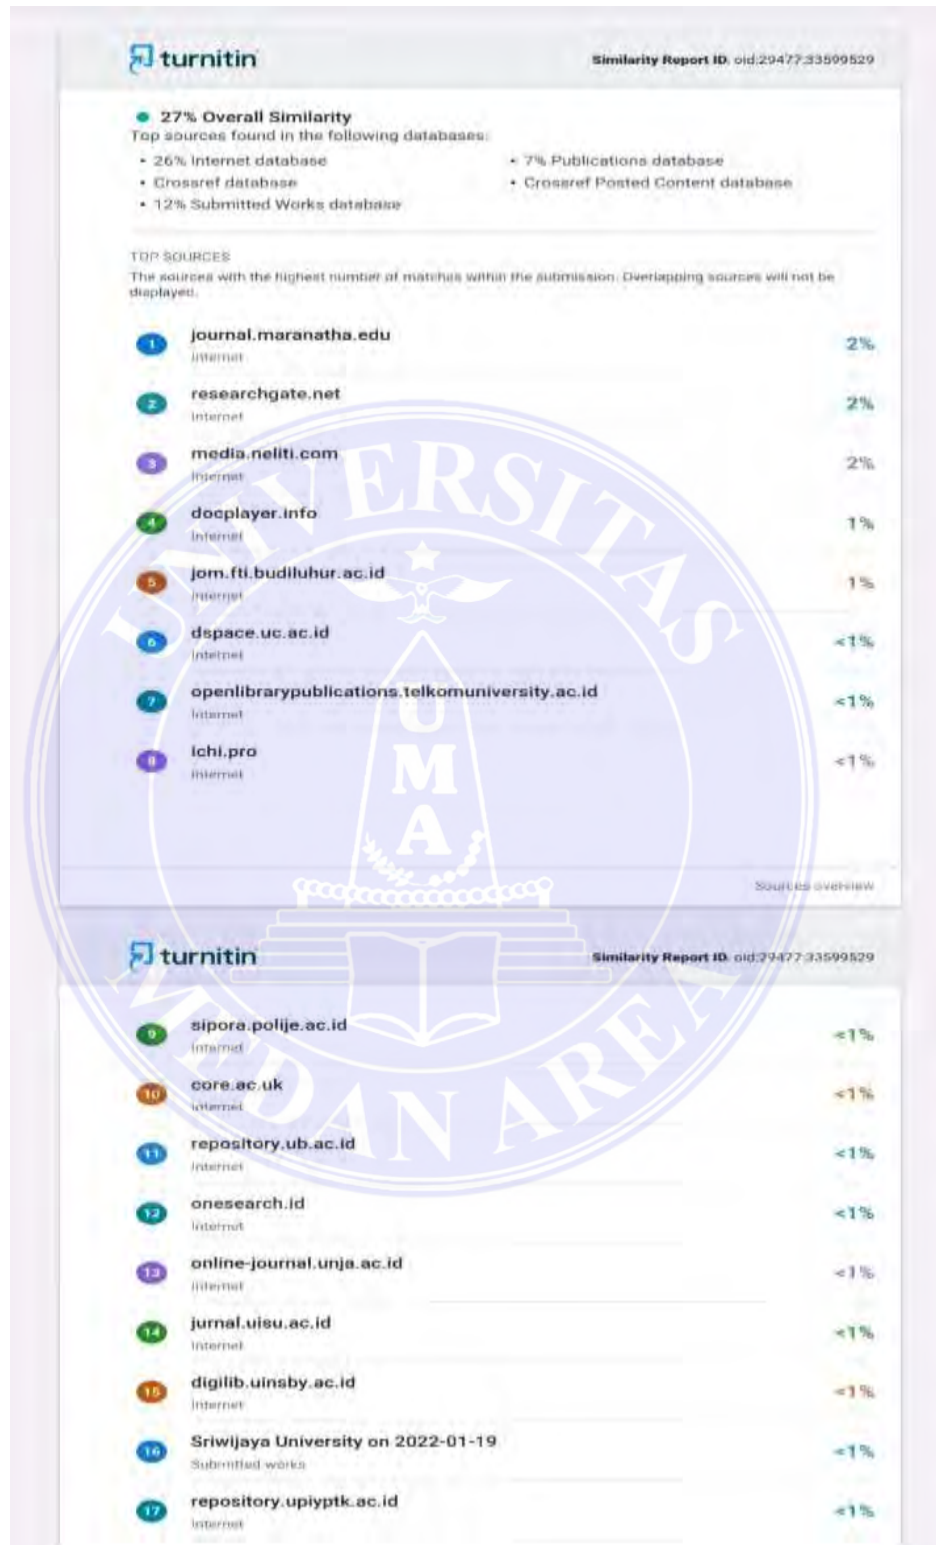 turnitin
Similarity Report ID: oid:29477:33599529
27% Overall Similarity
Top sources found in the following databases:
• 26% Internet database
• 7% Publications database
• Crossref database
• Crossref Posted Content database
• 12% Submitted Works database
TOP SOURCES
The sources with the highest number of matches within the submission. Overlapping sources will not be
displayed.
1
journal.maranatha.edu
Internet
2%
2
researchgate.net
Internet
2%
3
media.neliti.com
Internet
2%
4
docplayer.info
Internet
1%
5
jom.fti.budiluhur.ac.id
Internet
1%
6
dspace.uc.ac.id
Internet
<1%
7
openlibrarypublications.telkomuniversity.ac.id
Internet
<1%
8
ichi.pro
Internet
<1%
Sources overview
turnitin
Similarity Report ID: oid:29477:33599529
9
sipora.polije.ac.id
Internet
<1%
10
core.ac.uk
Internet
<1%
11
repository.ub.ac.id
Internet
<1%
12
onesearch.id
Internet
<1%
13
online-journal.unja.ac.id
Internet
<1%
14
jurnal.uisu.ac.id
Internet
<1%
15
digilib.uinsby.ac.id
Internet
<1%
16
Sriwijaya University on 2022-01-19
Submitted works
<1%
17
repository.upiyptk.ac.id
Internet
<1%
UNIVERSITAS
UMA
MEDAN AREA